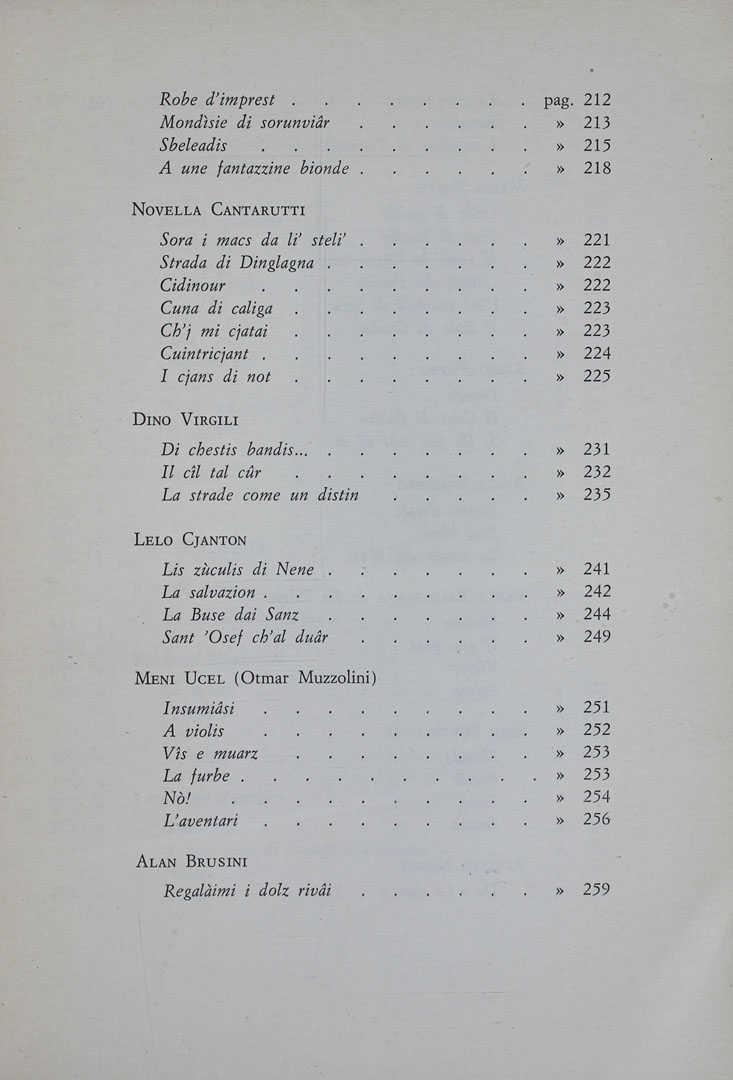 Robe d'imprest . . . . . . . . pag. 212
Mondìsie di sorunviâr . . . . . . » 213
Sbeleadis . . . . . . . . . » 215
A une fantazzine bionde . . . . . . » 218
NOVELLA CANTARUTTI
Sora i macs da li' steli' . . . . . . » 221
Strada di Dinglagna . . . . . . . » 222
Cidinour . . . . . . . . . » 222
Cuna di caliga . . . . . . . . » 223
Ch'j mi cjatai . . . . . . . . » 223
Cuintricjant . . . . . . . . . » 224
I cjans di not . . . . . . . . » 225
DINO VIRGILI
Di chestis bandis... . . . . . . . » 231
Il cîl tal cûr . . . . . . . . » 232
La strade come un distin . . . . . » 235
LELO CJANTON
Lis zùculis di Nene . . . . . . . » 241
La salvazion . . . . . . . . . » 242
La Buse dai Sanz . . . . . . . » 244
Sant 'Osef ch'al duâr . . . . . . » 249
MENI UCEL (Otmar Muzzolini)
Insumiâsi . . . . . . . . . » 251
A violis . . . . . . . . . » 252
Vîs e muarz . . . . . . . . » 253
La furbe . . . . . . . . . . » 253
Nò! . . . . . . . . . . » 254
L'aventari . . . . . . . . . » 256
ALAN BRUSINI
Regalàimi i dolz rivâi . . . . . . » 259